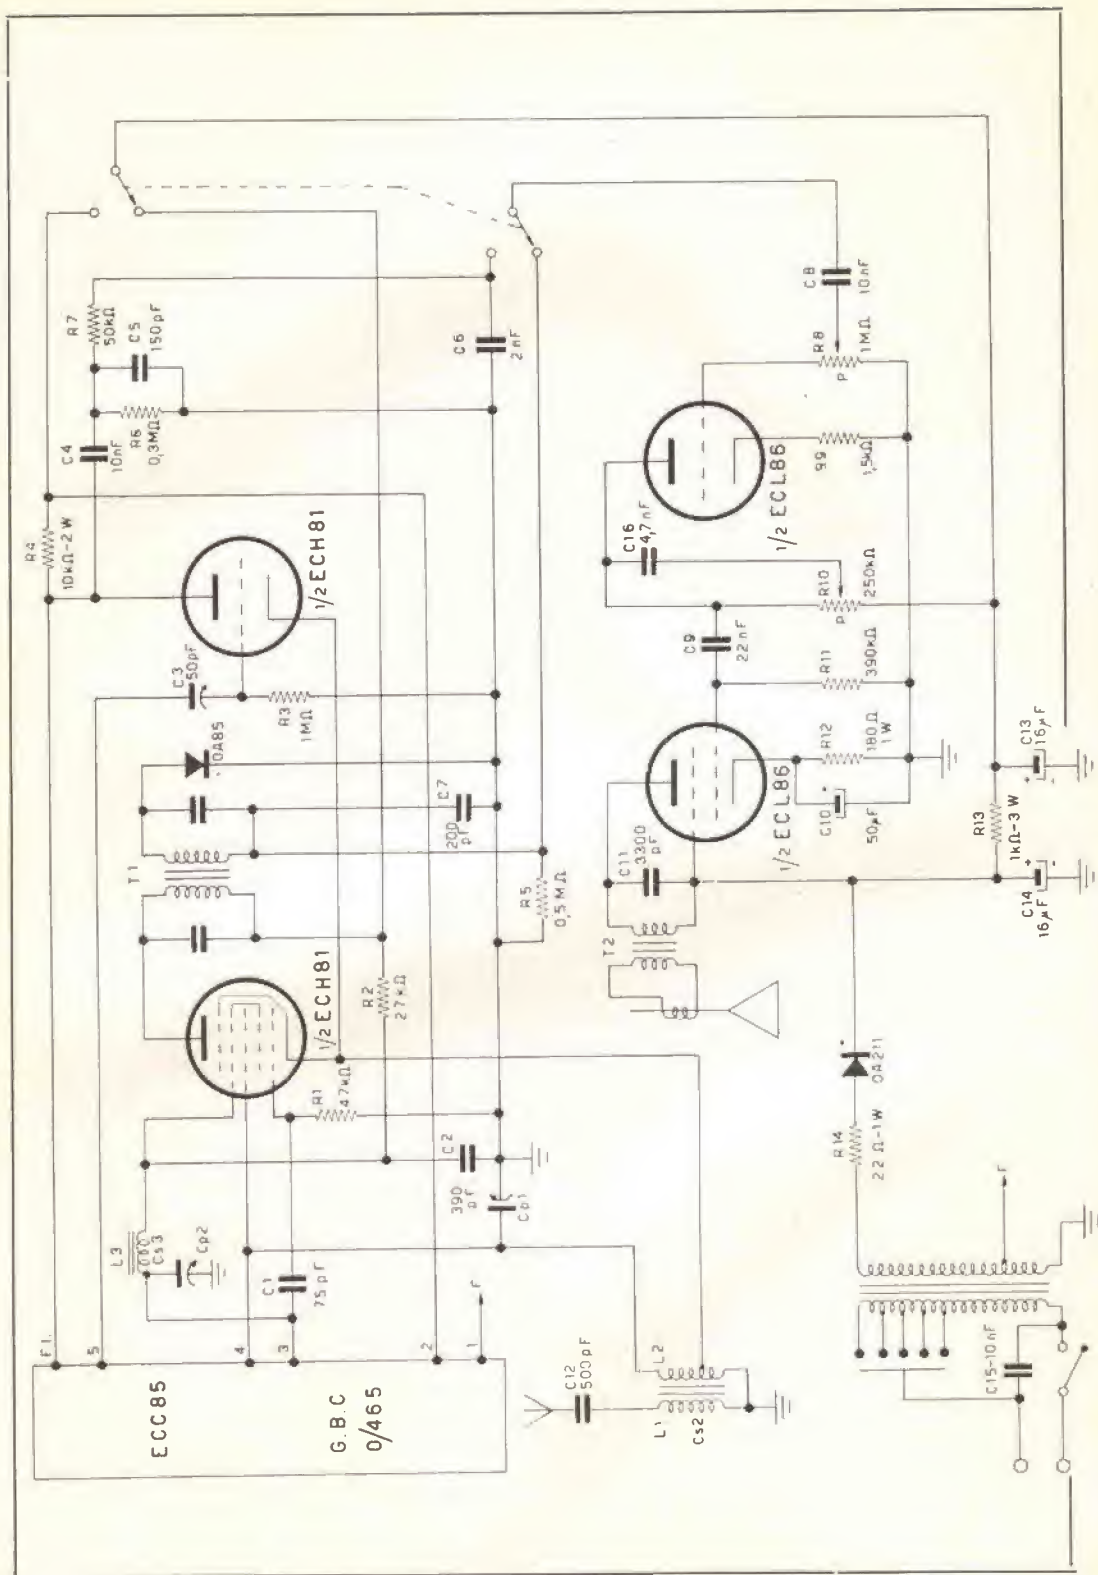 ECC85
G.B.C
0/465
F.I.
5
4
3
2
1
F
L3
Cs3
Cp2
C1
75pF
1/2 ECH81
R1
47kΩ
R2
27kΩ
C2
390
pF
Cp1
T1
OA85
C3
50pF
R3
1MΩ
C7
200
pF
R5
0,5MΩ
1/2 ECH81
R4
10kΩ-2W
C4
10nF
R6
0,3MΩ
R7
50kΩ
C5
150pF
C6
2nF
C12
500pF
L1
L2
Cs2
T2
C11
3300
pF
1/2 ECL86
C10
+
50µF
R12
180Ω
1W
R11
390kΩ
C9
22nF
R10
250kΩ
P
C16
4,7nF
1/2 ECL86
R8
1MΩ
P
1,5kΩ
C8
10nF
R14
22Ω-1W
OA211
+
R13
1kΩ-3W
C14
16µF
+
-
C13
16µF
+
-
F
C15-10nF